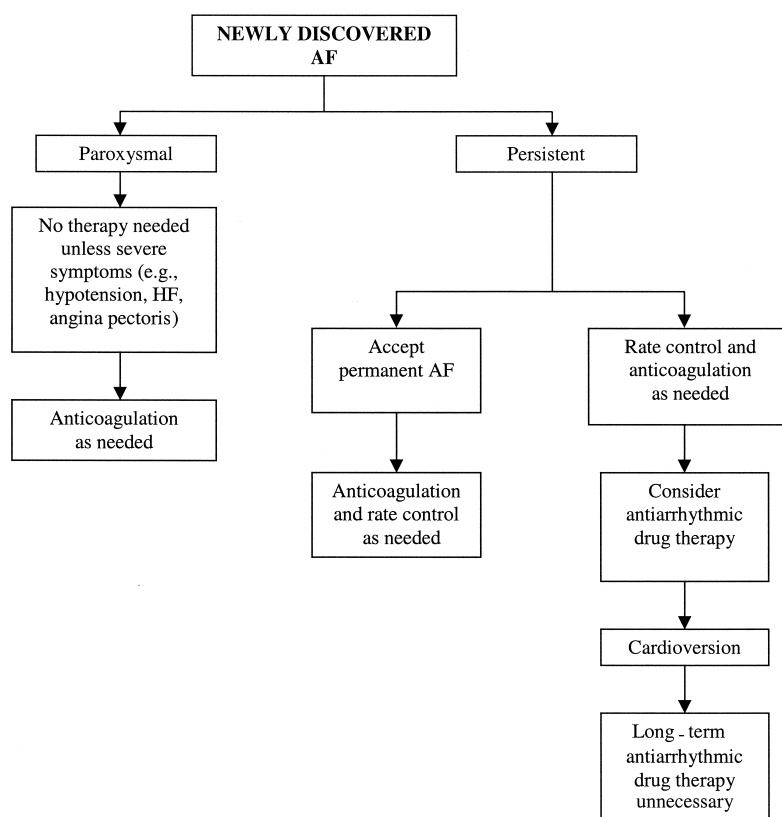 NEWLY DISCOVERED
AF
Paroxysmal
Persistent
No therapy needed
unless severe
symptoms (e.g.,
hypotension, HF,
angina pectoris)
Anticoagulation
as needed
Accept
permanent AF
Anticoagulation
and rate control
as needed
Rate control and
anticoagulation
as needed
Consider
antiarrhythmic
drug therapy
Cardioversion
Long-term
antiarrhythmic
drug therapy
unnecessary